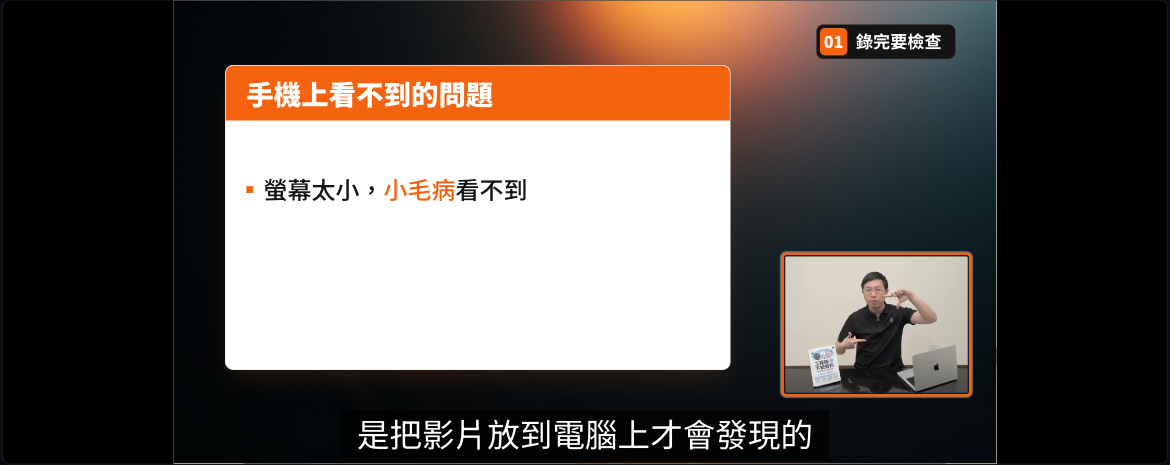 01 錄完要檢查
手機上看不到的問題
螢幕太小，小毛病看不到
是把影片放到電腦上才會發現的